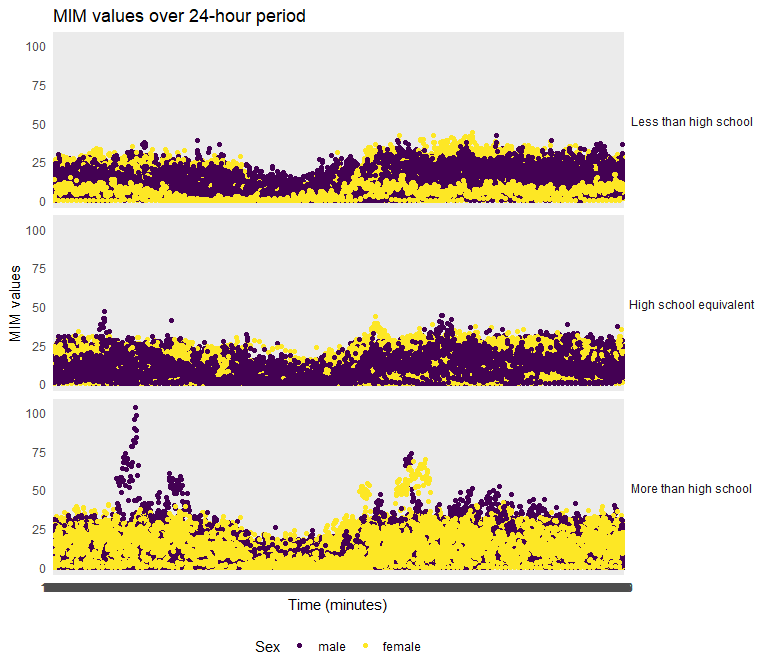 MIM values over 24-hour period
100
75
50
25
0
Less than high school
MIM values
100
75
50
25
0
High school equivalent
100
75
50
25
0
More than high school
Time (minutes)
Sex male female